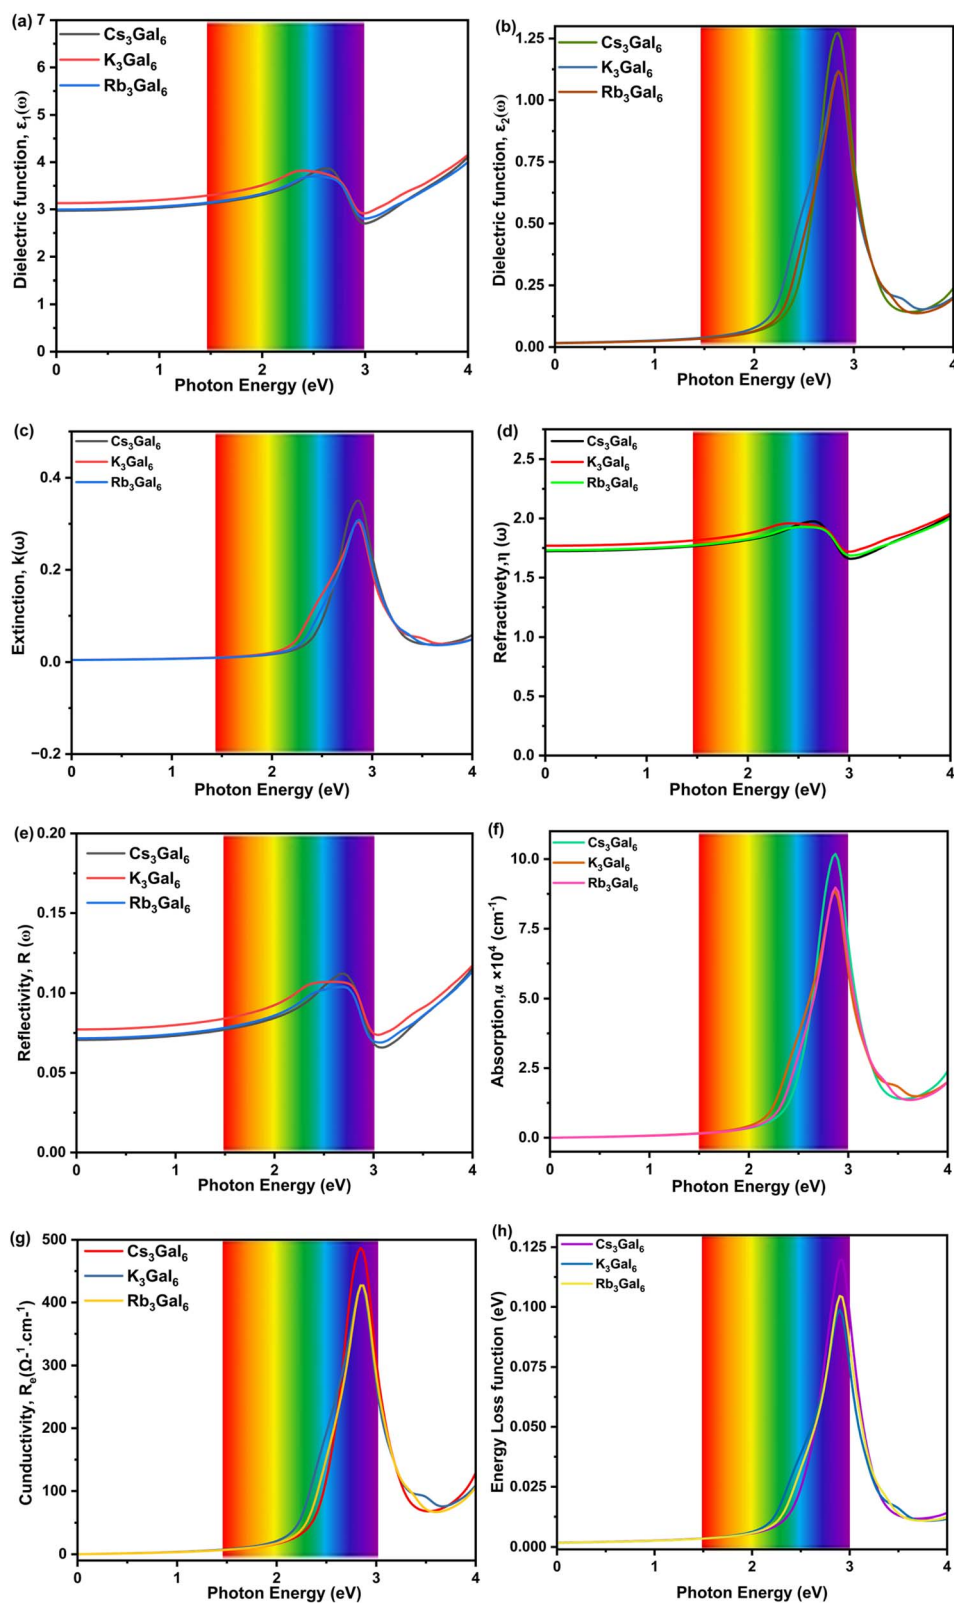 (a)
7
6
5
4
3
2
1
0
Dielectric function, ε₁(ω)
Cs₃GaI₆
K₃GaI₆
Rb₃GaI₆
0 1 2 3 4
Photon Energy (eV)
(b)
1.25
1.00
0.75
0.50
0.25
0.00
Dielectric function, ε₂(ω)
Cs₃GaI₆
K₃GaI₆
Rb₃GaI₆
0 1 2 3 4
Photon Energy (eV)
(c)
0.4
0.2
0.0
−0.2
Extinction, k(ω)
Cs₃GaI₆
K₃GaI₆
Rb₃GaI₆
0 1 2 3 4
Photon Energy (eV)
(d)
2.5
2.0
1.5
1.0
0.5
0.0
Refractivety,η (ω)
Cs₃GaI₆
K₃GaI₆
Rb₃GaI₆
0 1 2 3 4
Photon Energy (eV)
(e)
0.20
0.15
0.10
0.05
0.00
Reflectivity, R (ω)
Cs₃GaI₆
K₃GaI₆
Rb₃GaI₆
0 1 2 3 4
Photon Energy (eV)
(f)
10.0
7.5
5.0
2.5
0.0
Absorption,α ×10⁴ (cm⁻¹)
Cs₃GaI₆
K₃GaI₆
Rb₃GaI₆
0 1 2 3 4
Photon Energy (eV)
(g)
500
400
300
200
100
0
Cunductivity, Rₑ(Ω⁻¹.cm-¹)
Cs₃GaI₆
K₃GaI₆
Rb₃GaI₆
0 1 2 3 4
Photon Energy (eV)
(h)
0.125
0.100
0.075
0.050
0.025
0.000
Energy Loss function (eV)
Cs₃GaI₆
K₃GaI₆
Rb₃GaI₆
0 1 2 3 4
Photon Energy (eV)